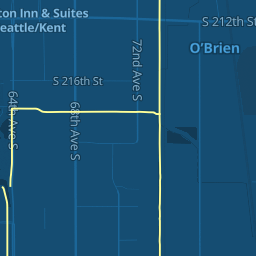 ton Inn & Suites
eattle/Kent
S 212th St
O'Brien
72nd Ave S
S 216th St
64th Ave S
68th Ave S